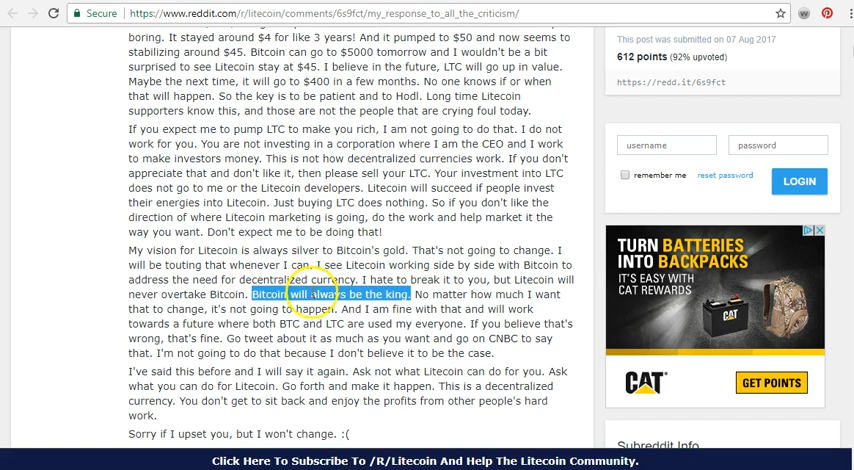 Secure
https://www.reddit.com/r/litecoin/comments/6s9fct/my_response_to_all_the_criticism/
boring. It stayed around $4 for like 3 years! And it pumped to $50 and now seems to
stabilizing around $45. Bitcoin can go to $5000 tomorrow and I wouldn't be a bit
surprised to see Litecoin stay at $45. I believe in the future, LTC will go up in value.
Maybe the next time, it will go to $400 in a few months. No one knows if or when
that will happen. So the key is to be patient and to Hodl. Long time Litecoin
supporters know this, and those are not the people that are crying foul today.
If you expect me to pump LTC to make you rich, I am not going to do that. I do not
work for you. You are not investing in a corporation where I am the CEO and I work
to make investors money. This is not how decentralized currencies work. If you don't
appreciate that and don't like it, then please sell your LTC. Your investment into LTC
does not go to me or the Litecoin developers. Litecoin will succeed if people invest
their energies into Litecoin. Just buying LTC does nothing. So if you don't like the
direction of where Litecoin marketing is going, do the work and help market it the
way you want. Don't expect me to be doing that!
My vision for Litecoin is always silver to Bitcoin's gold. That's not going to change. I
will be touting that whenever I can. I see Litecoin working side by side with Bitcoin to
address the need for decentralized currency. I hate to break it to you, but Litecoin will
never overtake Bitcoin. Bitcoin will always be the king. No matter how much I want
that to change, it's not going to happen. And I am fine with that and will work
towards a future where both BTC and LTC are used my everyone. If you believe that's
wrong, that's fine. Go tweet about it as much as you want and go on CNBC to say
that. I'm not going to do that because I don't believe it to be the case.
I've said this before and I will say it again. Ask not what Litecoin can do for you. Ask
what you can do for Litecoin. Go forth and make it happen. This is a decentralized
currency. You don't get to sit back and enjoy the profits from other people's hard
work.
Sorry if I upset you, but I won't change. :(
this post was submitted on 07 Aug 2017
612 points (92% upvoted)
https://redd.it/6s9fct
username
password
remember me
reset password
LOGIN
TURN BATTERIES
INTO BACKPACKS
IT'S EASY WITH
CAT REWARDS
CAT
GET POINTS
Subreddit Info
Click Here To Subscribe To /R/Litecoin And Help The Litecoin Community.